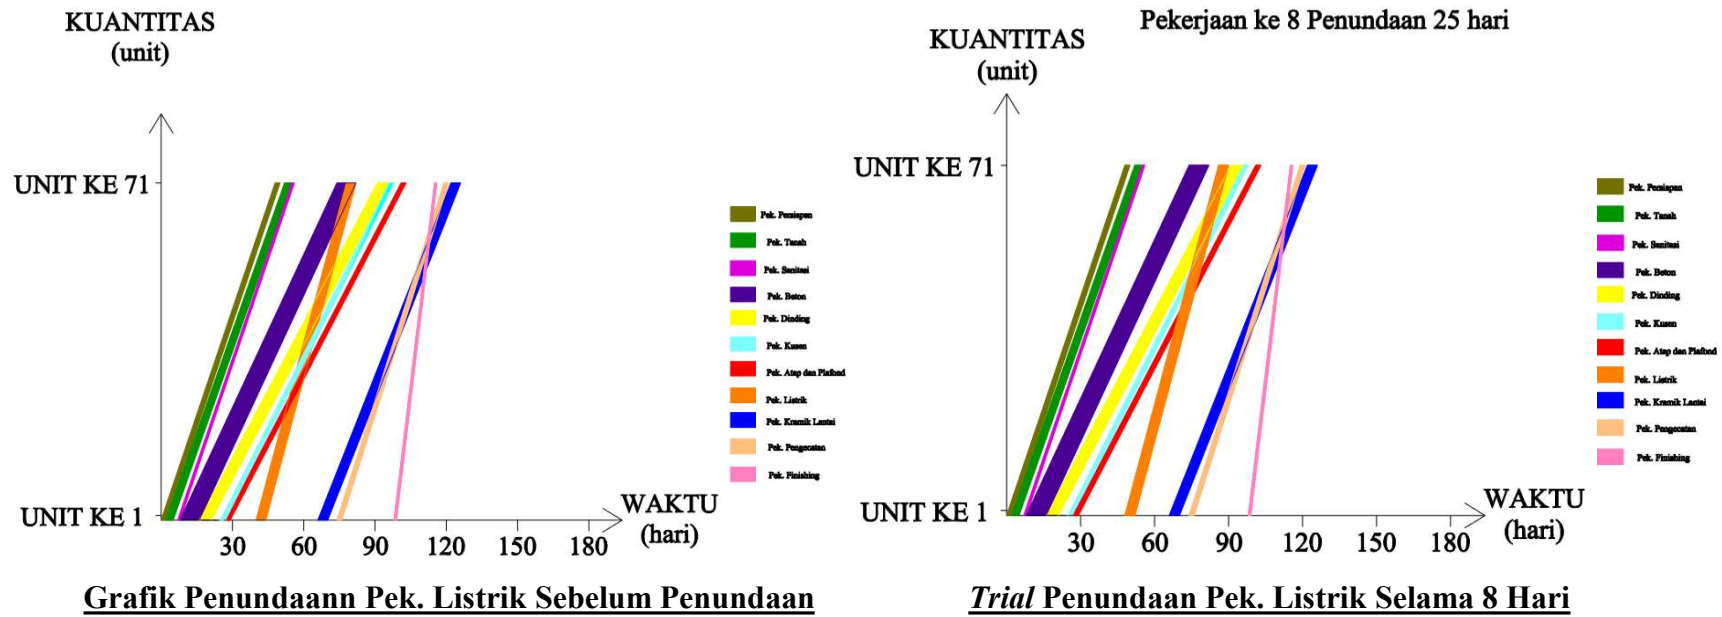 KUANTITAS
(unit)
UNIT KE 71
UNIT KE 1
30 60 90 120 150 180
WAKTU
(hari)
Pek. Persiapan
Pek. Tanah
Pek. Sanitasi
Pek. Beton
Pek. Dinding
Pek. Kusen
Pek. Atap dan Plafond
Pek. Listrik
Pek. Kramik Lantai
Pek. Pengecatan
Pek. Finishing
Grafik Penundaann Pek. Listrik Sebelum Penundaan
Pekerjaan ke 8 Penundaan 25 hari
KUANTITAS
(unit)
UNIT KE 71
UNIT KE 1
30 60 90 120 150 180
WAKTU
(hari)
Pek. Persiapan
Pek. Tanah
Pek. Sanitasi
Pek. Beton
Pek. Dinding
Pek. Kusen
Pek. Atap dan Plafond
Pek. Listrik
Pek. Kramik Lantai
Pek. Pengecatan
Pek. Finishing
Trial Penundaan Pek. Listrik Selama 8 Hari